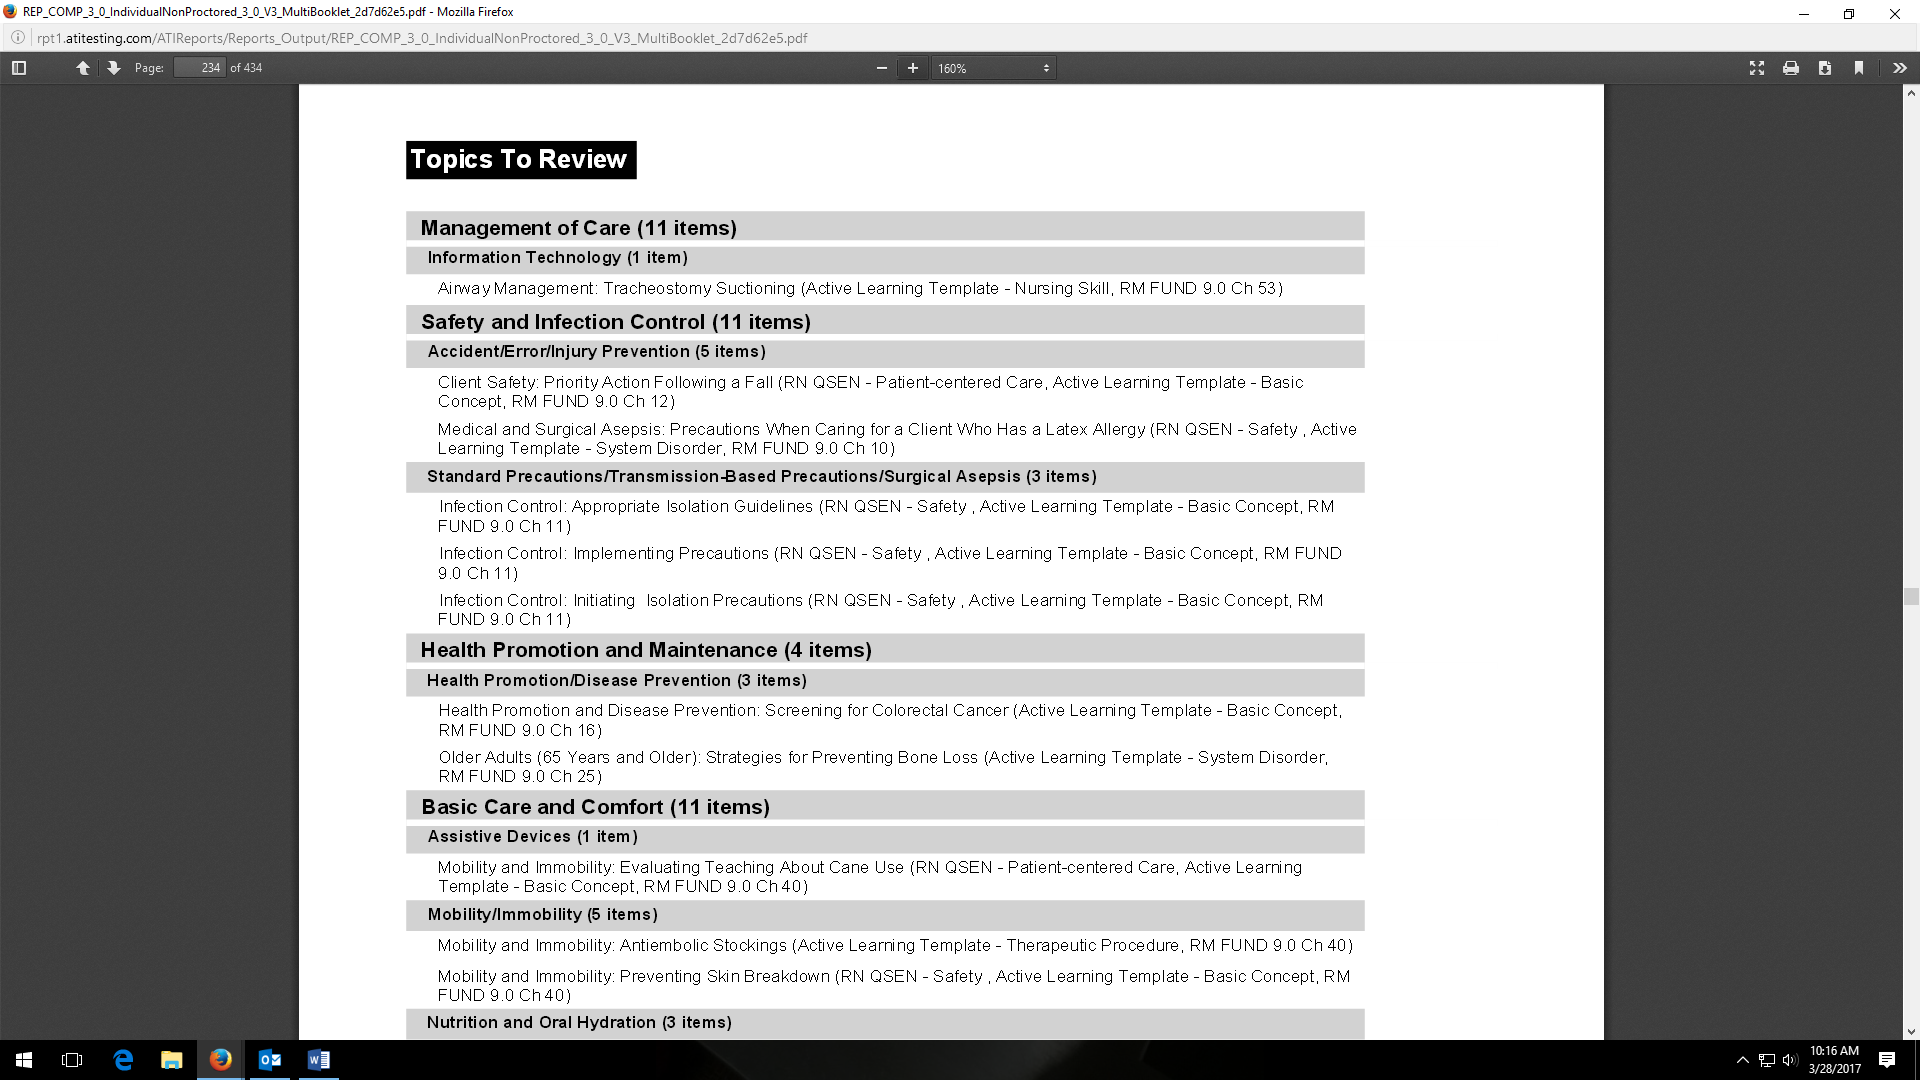 REP_COMP_3_0_IndividualNonProctored_3_0_V3_MultiBooklet_2d7d62e5.pdf - Mozilla Firefox
rpt1.atitesting.com/ATIReports/Reports_Output/REP_COMP_3_0_IndividualNonProctored_3_0_V3_MultiBooklet_2d7d62e5.pdf
Page: 234 of 434 160%
Topics To Review
Management of Care (11 items)
Information Technology (1 item)
Airway Management: Tracheostomy Suctioning (Active Learning Template - Nursing Skill, RM FUND 9.0 Ch 53)
Safety and Infection Control (11 items)
Accident/Error/Injury Prevention (5 items)
Client Safety: Priority Action Following a Fall (RN QSEN - Patient-centered Care, Active Learning Template - Basic
Concept, RM FUND 9.0 Ch 12)
Medical and Surgical Asepsis: Precautions When Caring for a Client Who Has a Latex Allergy (RN QSEN - Safety , Active
Learning Template - System Disorder, RM FUND 9.0 Ch 10)
Standard Precautions/Transmission-Based Precautions/Surgical Asepsis (3 items)
Infection Control: Appropriate Isolation Guidelines (RN QSEN - Safety , Active Learning Template - Basic Concept, RM
FUND 9.0 Ch 11)
Infection Control: Implementing Precautions (RN QSEN - Safety , Active Learning Template - Basic Concept, RM FUND
9.0 Ch 11)
Infection Control: Initiating Isolation Precautions (RN QSEN - Safety , Active Learning Template - Basic Concept, RM
FUND 9.0 Ch 11)
Health Promotion and Maintenance (4 items)
Health Promotion/Disease Prevention (3 items)
Health Promotion and Disease Prevention: Screening for Colorectal Cancer (Active Learning Template - Basic Concept,
RM FUND 9.0 Ch 16)
Older Adults (65 Years and Older): Strategies for Preventing Bone Loss (Active Learning Template - System Disorder,
RM FUND 9.0 Ch 25)
Basic Care and Comfort (11 items)
Assistive Devices (1 item)
Mobility and Immobility: Evaluating Teaching About Cane Use (RN QSEN - Patient-centered Care, Active Learning
Template - Basic Concept, RM FUND 9.0 Ch 40)
Mobility/Immobility (5 items)
Mobility and Immobility: Antiembolic Stockings (Active Learning Template - Therapeutic Procedure, RM FUND 9.0 Ch 40)
Mobility and Immobility: Preventing Skin Breakdown (RN QSEN - Safety , Active Learning Template - Basic Concept, RM
FUND 9.0 Ch 40)
Nutrition and Oral Hydration (3 items)
10:16 AM
3/28/2017